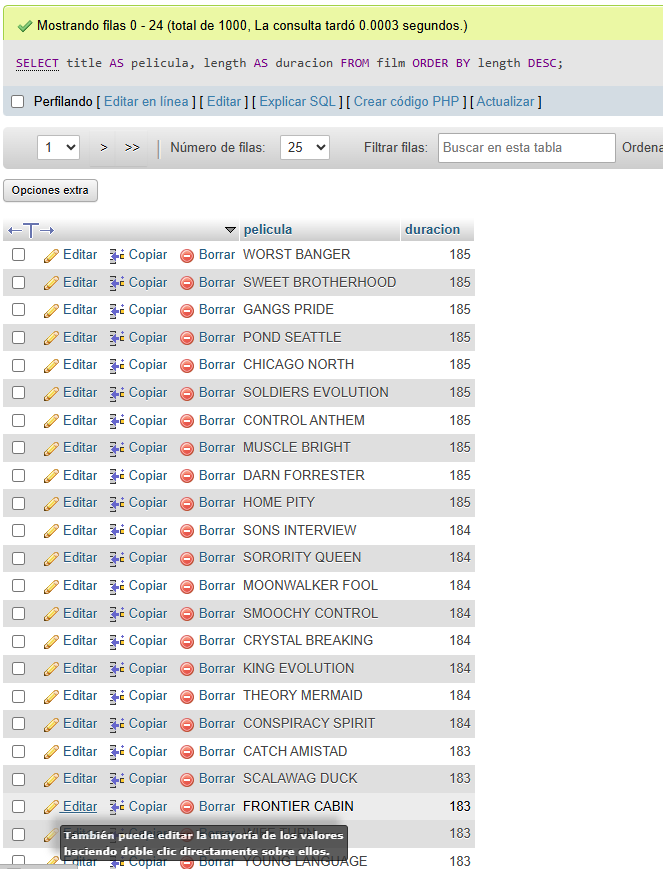 Mostrando filas 0 - 24 (total de 1000, La consulta tardó 0.0003 segundos.)
SELECT title AS pelicula, length AS duracion FROM film ORDER BY length DESC;
Perfilando [ Editar en línea ] [ Editar ] [ Explicar SQL ] [ Crear código PHP ] [ Actualizar ]
1 > >> | Número de filas: 25 Filtrar filas: Buscar en esta tabla Ordena
Opciones extra
←T→ pelicula duracion
Editar Copiar Borrar WORST BANGER 185
Editar Copiar Borrar SWEET BROTHERHOOD 185
Editar Copiar Borrar GANGS PRIDE 185
Editar Copiar Borrar POND SEATTLE 185
Editar Copiar Borrar CHICAGO NORTH 185
Editar Copiar Borrar SOLDIERS EVOLUTION 185
Editar Copiar Borrar CONTROL ANTHEM 185
Editar Copiar Borrar MUSCLE BRIGHT 185
Editar Copiar Borrar DARN FORRESTER 185
Editar Copiar Borrar HOME PITY 185
Editar Copiar Borrar SONS INTERVIEW 184
Editar Copiar Borrar SORORITY QUEEN 184
Editar Copiar Borrar MOONWALKER FOOL 184
Editar Copiar Borrar SMOOCHY CONTROL 184
Editar Copiar Borrar CRYSTAL BREAKING 184
Editar Copiar Borrar KING EVOLUTION 184
Editar Copiar Borrar THEORY MERMAID 184
Editar Copiar Borrar CONSPIRACY SPIRIT 184
Editar Copiar Borrar CATCH AMISTAD 183
Editar Copiar Borrar SCALAWAG DUCK 183
Editar Copiar Borrar FRONTIER CABIN 183
183
También puede editar la mayoría de los valores
haciendo doble clic directamente sobre ellos.
YOUNG LANGUAGE 183